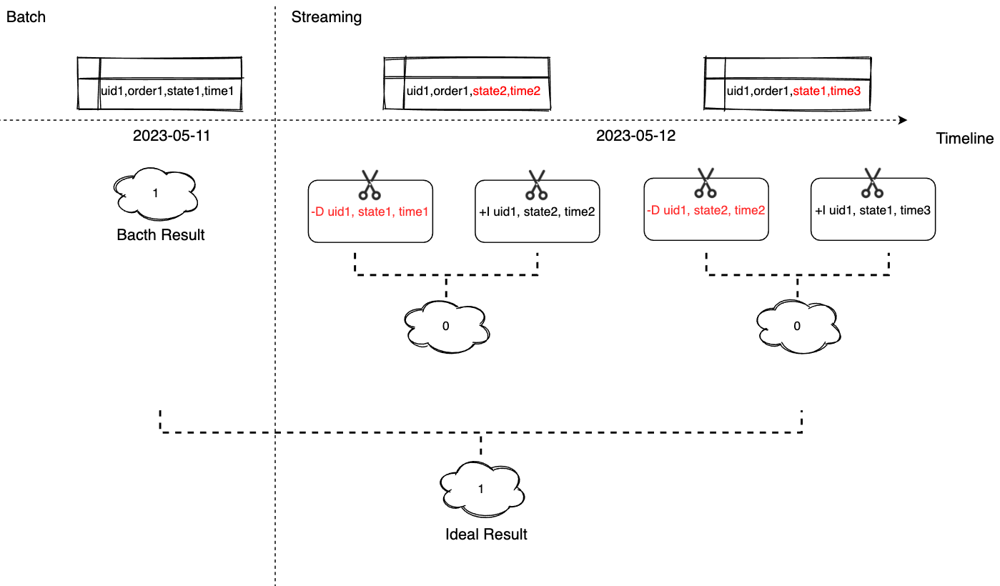 Batch
Streaming
uid1,order1,state1,time1
uid1,order1,state2,time2
uid1,order1,state1,time3
2023-05-11
2023-05-12
Timeline
1
Bacth Result
-D uid1, state1, time1
+I uid1, state2, time2
-D uid1, state2, time2
+I uid1, state1, time3
0
0
1
Ideal Result